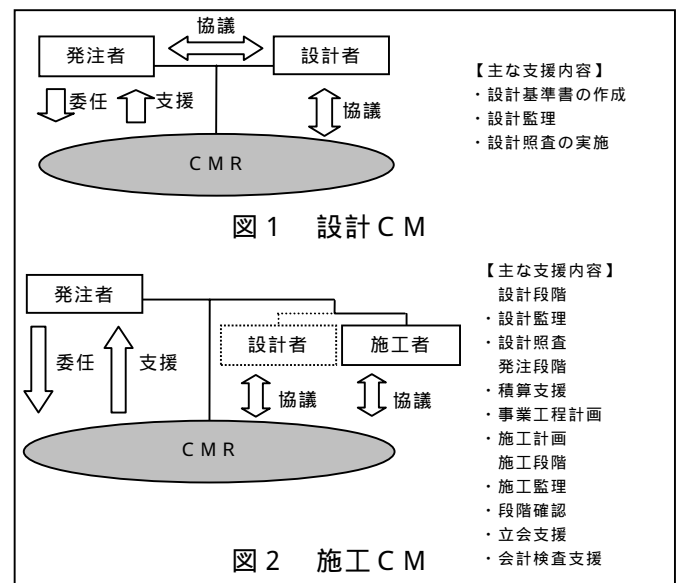 協議
発注者
設計者
委任
支援
協議
CMR
【主な支援内容】
・設計基準書の作成
・設計監理
・設計照査の実施
図1 設計CM
発注者
設計者
施工者
委任
支援
協議
協議
CMR
【主な支援内容】
設計段階
・設計監理
・設計照査
発注段階
・積算支援
・事業工程計画
・施工計画
施工段階
・施工監理
・段階確認
・立会支援
・会計検査支援
図2 施工CM